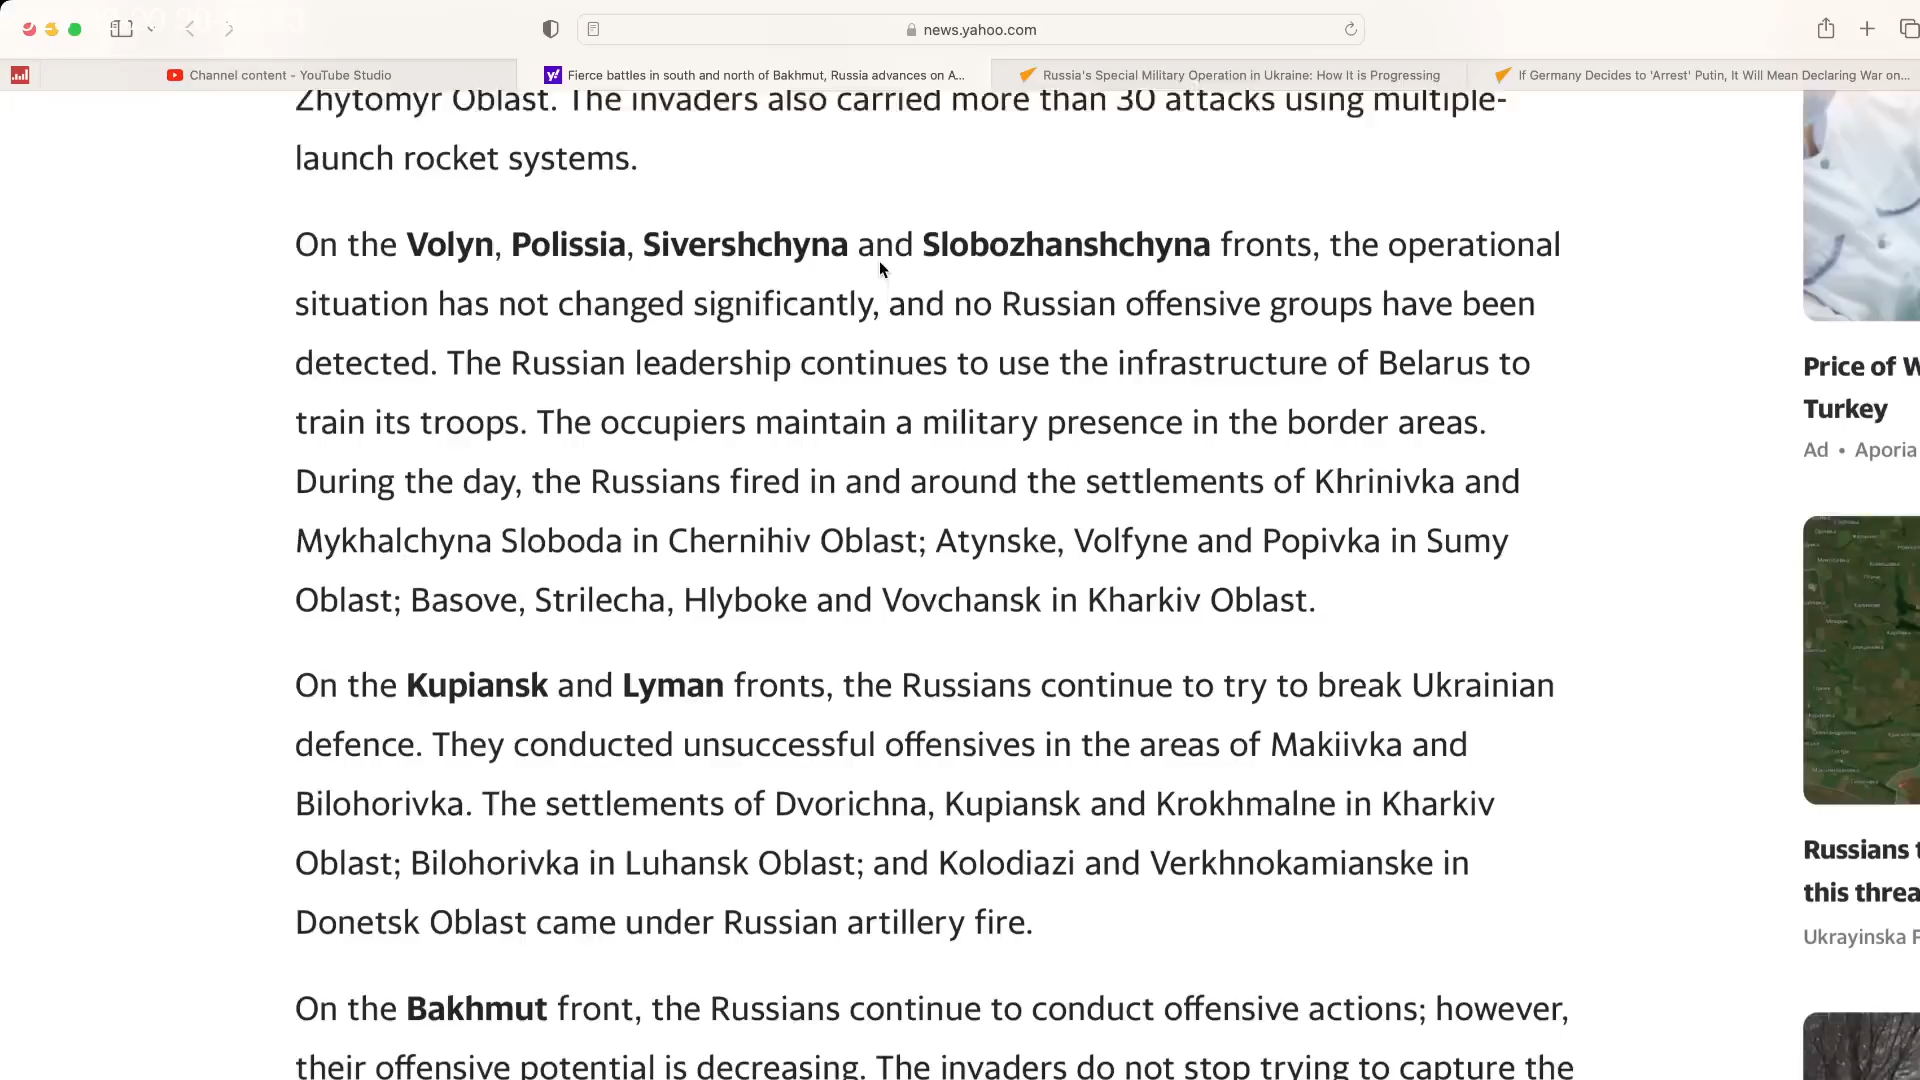 news.yahoo.com
Channel content - YouTube Studio
Fierce battles in south and north of Bakhmut, Russia advances on A...
Russia's Special Military Operation in Ukraine: How It is Progressing
If Germany Decides to 'Arrest' Putin, It Will Mean Declaring War on...
Zhytomyr Oblast. The invaders also carried more than 30 attacks using multiple-
launch rocket systems.
On the Volyn, Polissia, Sivershchyna and Slobozhanshchyna fronts, the operational
situation has not changed significantly, and no Russian offensive groups have been
detected. The Russian leadership continues to use the infrastructure of Belarus to
train its troops. The occupiers maintain a military presence in the border areas.
During the day, the Russians fired in and around the settlements of Khrinivka and
Mykhalchyna Sloboda in Chernihiv Oblast; Atynske, Volfyne and Popivka in Sumy
Oblast; Basove, Strilecha, Hlyboke and Vovchansk in Kharkiv Oblast.
On the Kupiansk and Lyman fronts, the Russians continue to try to break Ukrainian
defence. They conducted unsuccessful offensives in the areas of Makiivka and
Bilohorivka. The settlements of Dvorichna, Kupiansk and Krokhmalne in Kharkiv
Oblast; Bilohorivka in Luhansk Oblast; and Kolodiazi and Verkhnokamianske in
Donetsk Oblast came under Russian artillery fire.
On the Bakhmut front, the Russians continue to conduct offensive actions; however,
their offensive potential is decreasing. The invaders do not stop trying to capture the
Price of W
Turkey
Ad • Aporia
Russians t
this threa
Ukrayinska P